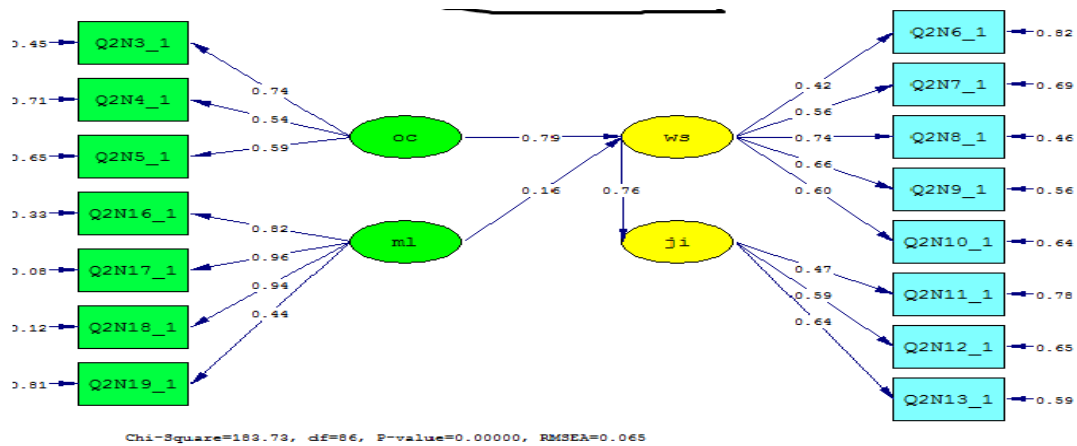 0.45 Q2N3_1
0.71 Q2N4_1
0.65 Q2N5_1
0.33 Q2N16_1
0.08 Q2N17_1
0.12 Q2N18_1
0.81 Q2N19_1
0.74
0.54
0.59
0.82
0.96
0.94
0.44
oc
ml
0.79
0.16
ws
0.76
ji
0.42
0.56
0.74
0.66
0.60
0.47
0.59
0.64
Q2N6_1 0.82
Q2N7_1 0.69
Q2N8_1 0.46
Q2N9_1 0.56
Q2N10_1 0.64
Q2N11_1 0.78
Q2N12_1 0.65
Q2N13_1 0.59
Chi-Square=183.73, df=86, P-value=0.00000, RMSEA=0.065